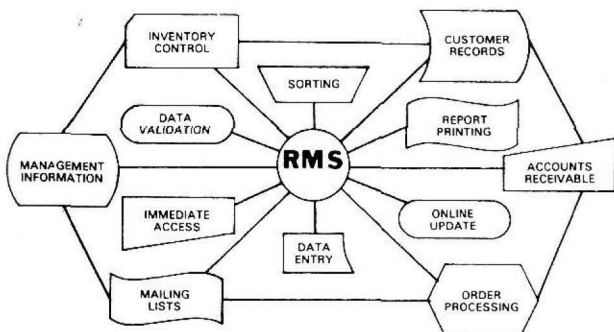 INVENTORY
CONTROL
CUSTOMER
RECORDS
SORTING
DATA
VALIDATION
REPORT
PRINTING
RMS
MANAGEMENT
INFORMATION
ACCOUNTS
RECEIVABLE
IMMEDIATE
ACCESS
ONLINE
UPDATE
DATA
ENTRY
MAILING
LISTS
ORDER
PROCESSING